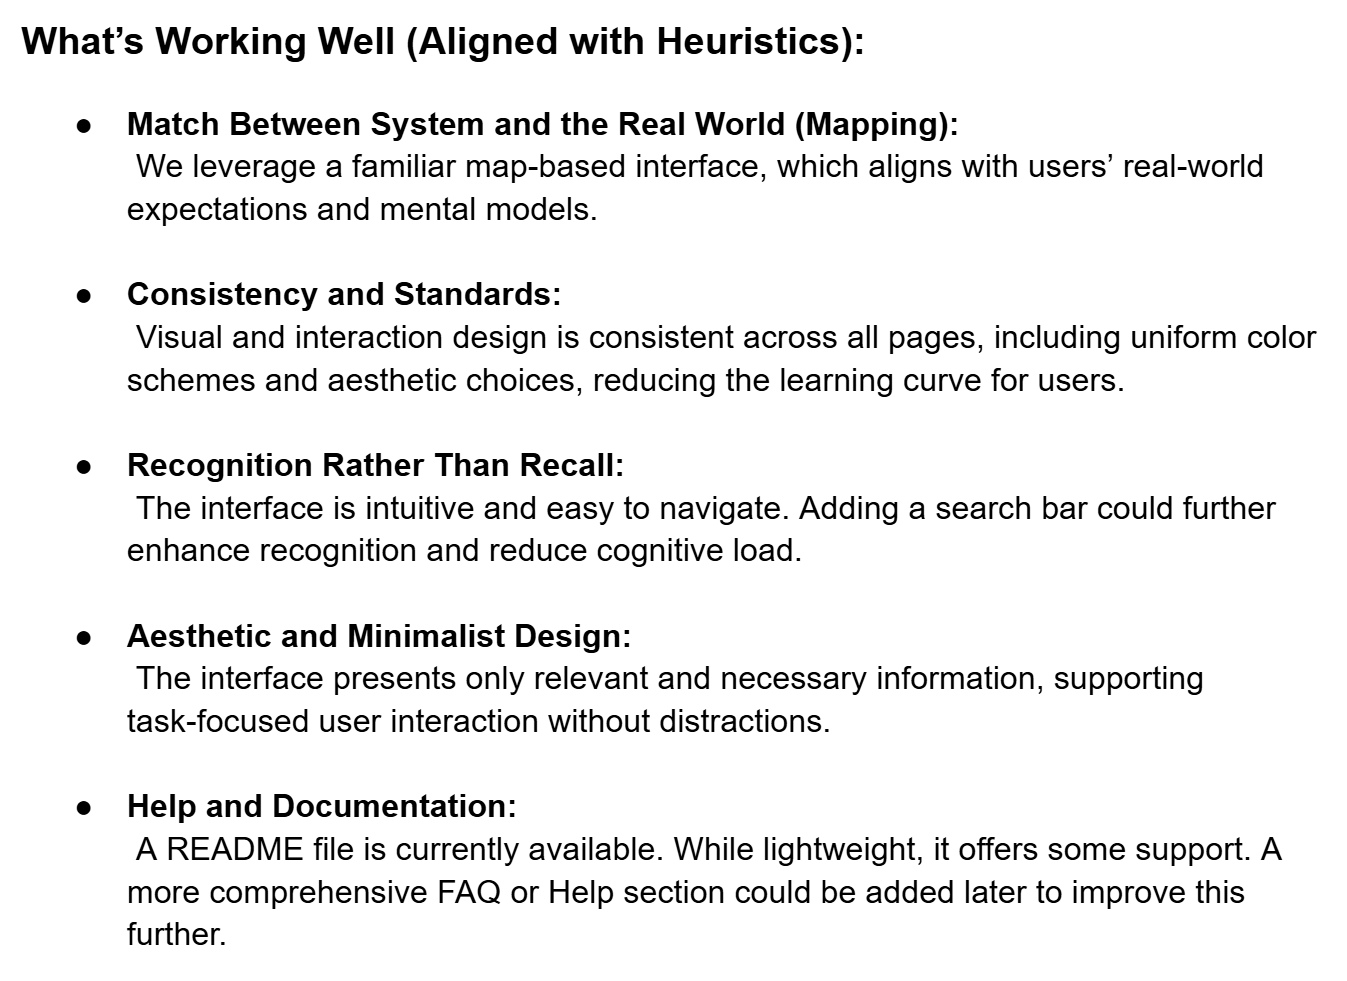 What’s Working Well (Aligned with Heuristics):
● Match Between System and the Real World (Mapping):
We leverage a familiar map-based interface, which aligns with users’ real-world
expectations and mental models.
● Consistency and Standards:
Visual and interaction design is consistent across all pages, including uniform color
schemes and aesthetic choices, reducing the learning curve for users.
● Recognition Rather Than Recall:
The interface is intuitive and easy to navigate. Adding a search bar could further
enhance recognition and reduce cognitive load.
● Aesthetic and Minimalist Design:
The interface presents only relevant and necessary information, supporting
task-focused user interaction without distractions.
● Help and Documentation:
A README file is currently available. While lightweight, it offers some support. A
more comprehensive FAQ or Help section could be added later to improve this
further.